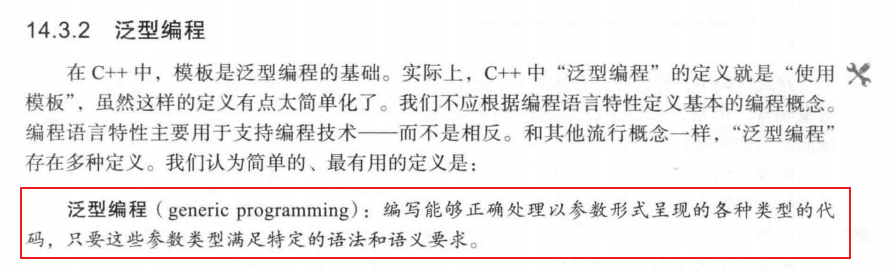 14.3.2 泛型编程
在 C++ 中，模板是泛型编程的基础。实际上，C++ 中“泛型编程”的定义就是“使用
模板”，虽然这样的定义有点太简单化了。我们不应根据编程语言特性定义基本的编程概念。
编程语言特性主要用于支持编程技术——而不是相反。和其他流行概念一样，“泛型编程”
存在多种定义。我们认为简单的、最有用的定义是：
泛型编程（generic programming）：编写能够正确处理以参数形式呈现的各种类型的代
码，只要这些参数类型满足特定的语法和语义要求。